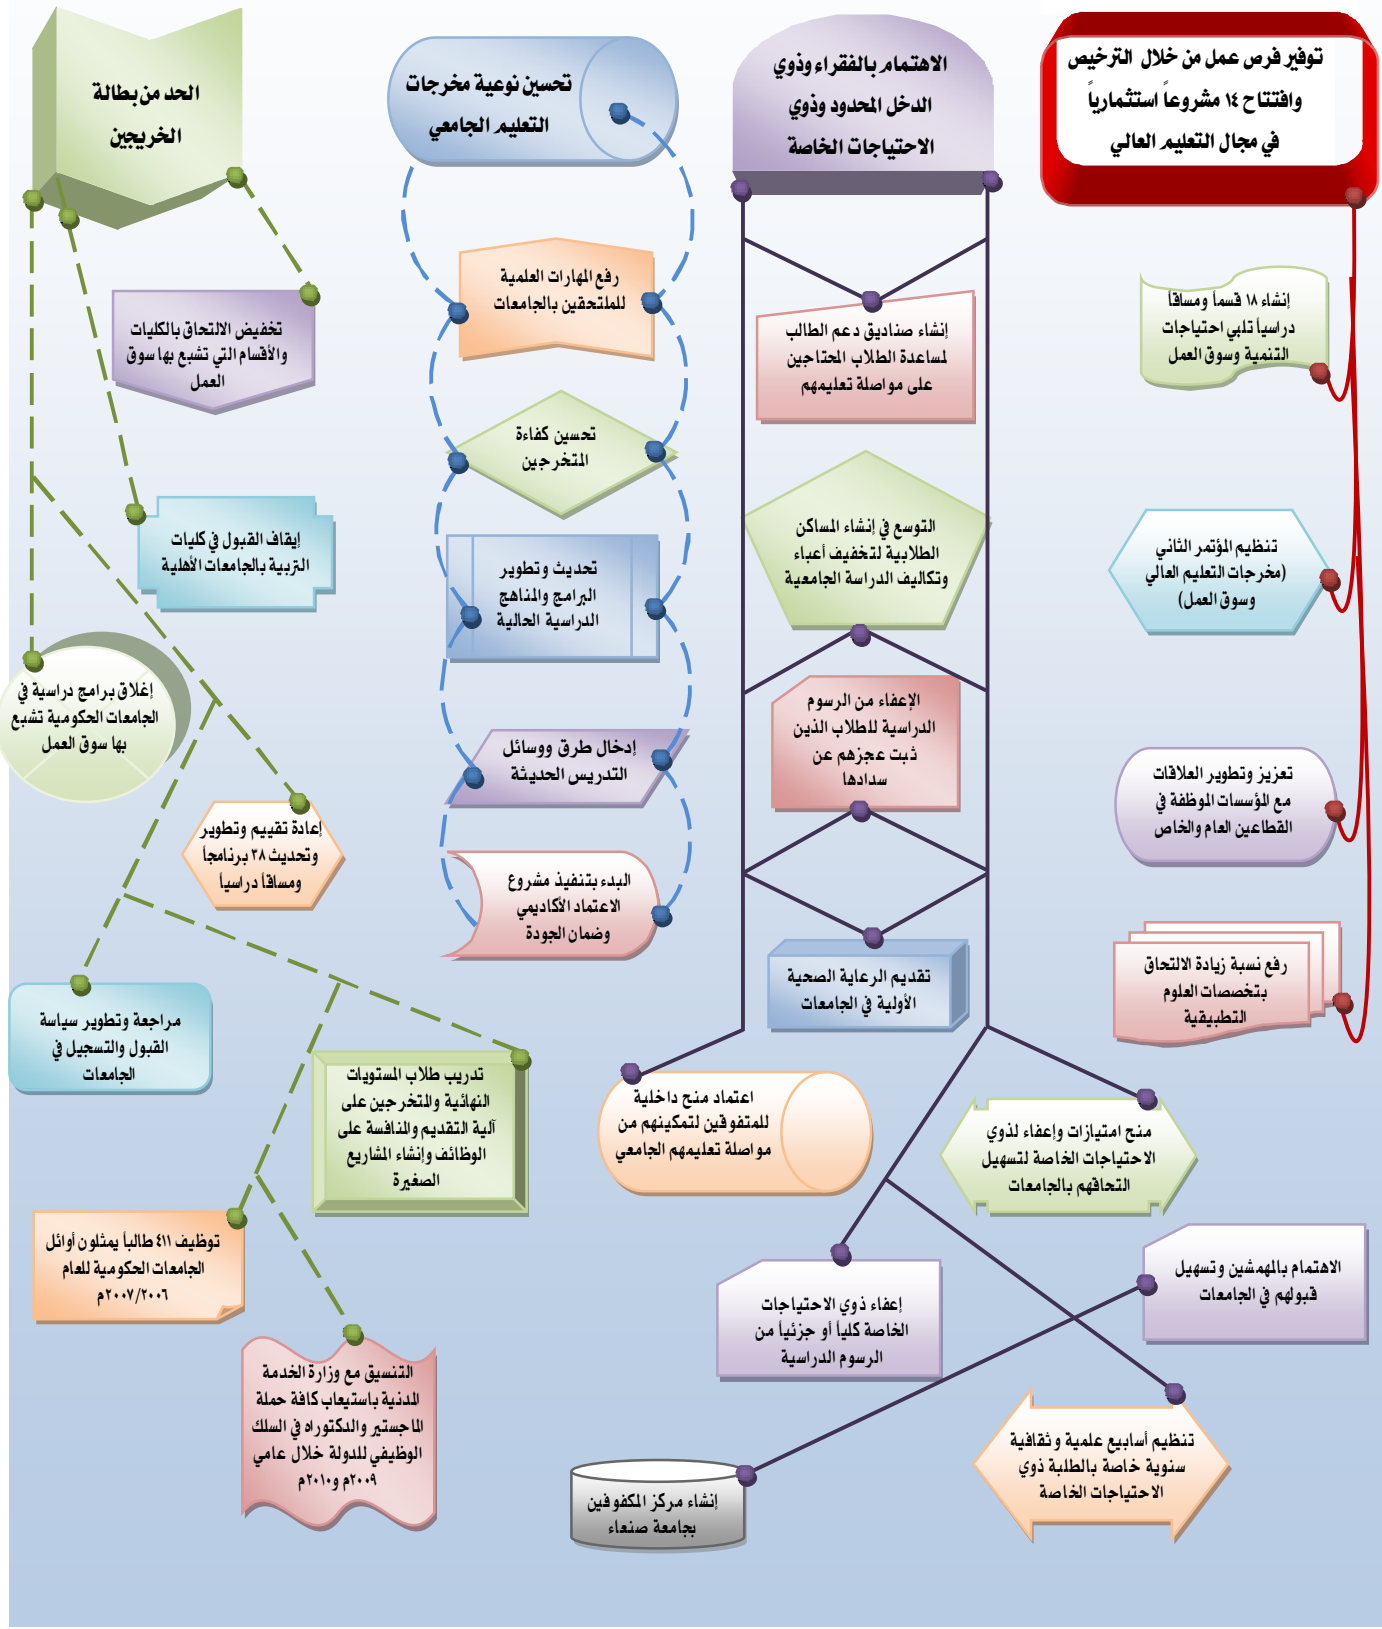 توفير فرص عمل من خلال الترخيص
وافتتاح ١٤ مشروعاً استثمارياً
في مجال التعليم العالي
إنشاء ١٨ قسماً ومساقاً
دراسياً تلبي احتياجات
التنمية وسوق العمل
تنظيم المؤتمر الثاني
(مخرجات التعليم العالي
وسوق العمل)
تعزيز وتطوير العلاقات
مع المؤسسات الموظفة في
القطاعين العام والخاص
رفع نسبة زيادة الالتحاق
بتخصصات العلوم
التطبيقية
الاهتمام بالفقراء وذوي
الدخل المحدود وذوي
الاحتياجات الخاصة
إنشاء صناديق دعم الطالب
لمساعدة الطلاب المحتاجين
على مواصلة تعليمهم
التوسع في إنشاء المساكن
الطلابية لتخفيف أعباء
وتكاليف الدراسة الجامعية
الإعفاء من الرسوم
الدراسية للطلاب الذين
ثبت عجزهم عن
سدادها
تقديم الرعاية الصحية
الأولية في الجامعات
اعتماد منح داخلية
للمتفوقين لتمكينهم من
مواصلة تعليمهم الجامعي
منح امتيازات وإعفاء لذوي
الاحتياجات الخاصة لتسهيل
التحاقهم بالجامعات
إعفاء ذوي الاحتياجات
الخاصة كلياً أو جزئياً من
الرسوم الدراسية
الاهتمام بالمهمشين وتسهيل
قبولهم في الجامعات
تنظيم أسابيع علمية وثقافية
سنوية خاصة بالطلبة ذوي
الاحتياجات الخاصة
إنشاء مركز المكفوفين
بجامعة صنعاء
تحسين نوعية مخرجات
التعليم الجامعي
رفع المهارات العلمية
للملتحقين بالجامعات
تحسين كفاءة
المتخرجين
تحديث وتطوير
البرامج والمناهج
الدراسية الحالية
إدخال طرق ووسائل
التدريس الحديثة
البدء بتنفيذ مشروع
الاعتماد الأكاديمي
وضمان الجودة
الحد من بطالة
الخريجين
تخفيض الالتحاق بالكليات
والأقسام التي تشبع بها سوق
العمل
إيقاف القبول في كليات
التربية بالجامعات الأهلية
إغلاق برامج دراسية في
الجامعات الحكومية تشبع
بها سوق العمل
إعادة تقييم وتطوير
وتحديث ٣٨ برنامجاً
ومساقاً دراسياً
مراجعة وتطوير سياسة
القبول والتسجيل في
الجامعات
تدريب طلاب المستويات
النهائية والمتخرجين على
آلية التقديم والمنافسة على
الوظائف وإنشاء المشاريع
الصغيرة
توظيف ٤١١ طالباً يمثلون أوائل
الجامعات الحكومية للعام
٢٠٠٧/٢٠٠٦م
التنسيق مع وزارة الخدمة
المدنية باستيعاب كافة حملة
الماجستير والدكتوراه في السلك
الوظيفي للدولة خلال عامي
٢٠٠٩م و٢٠١٠م